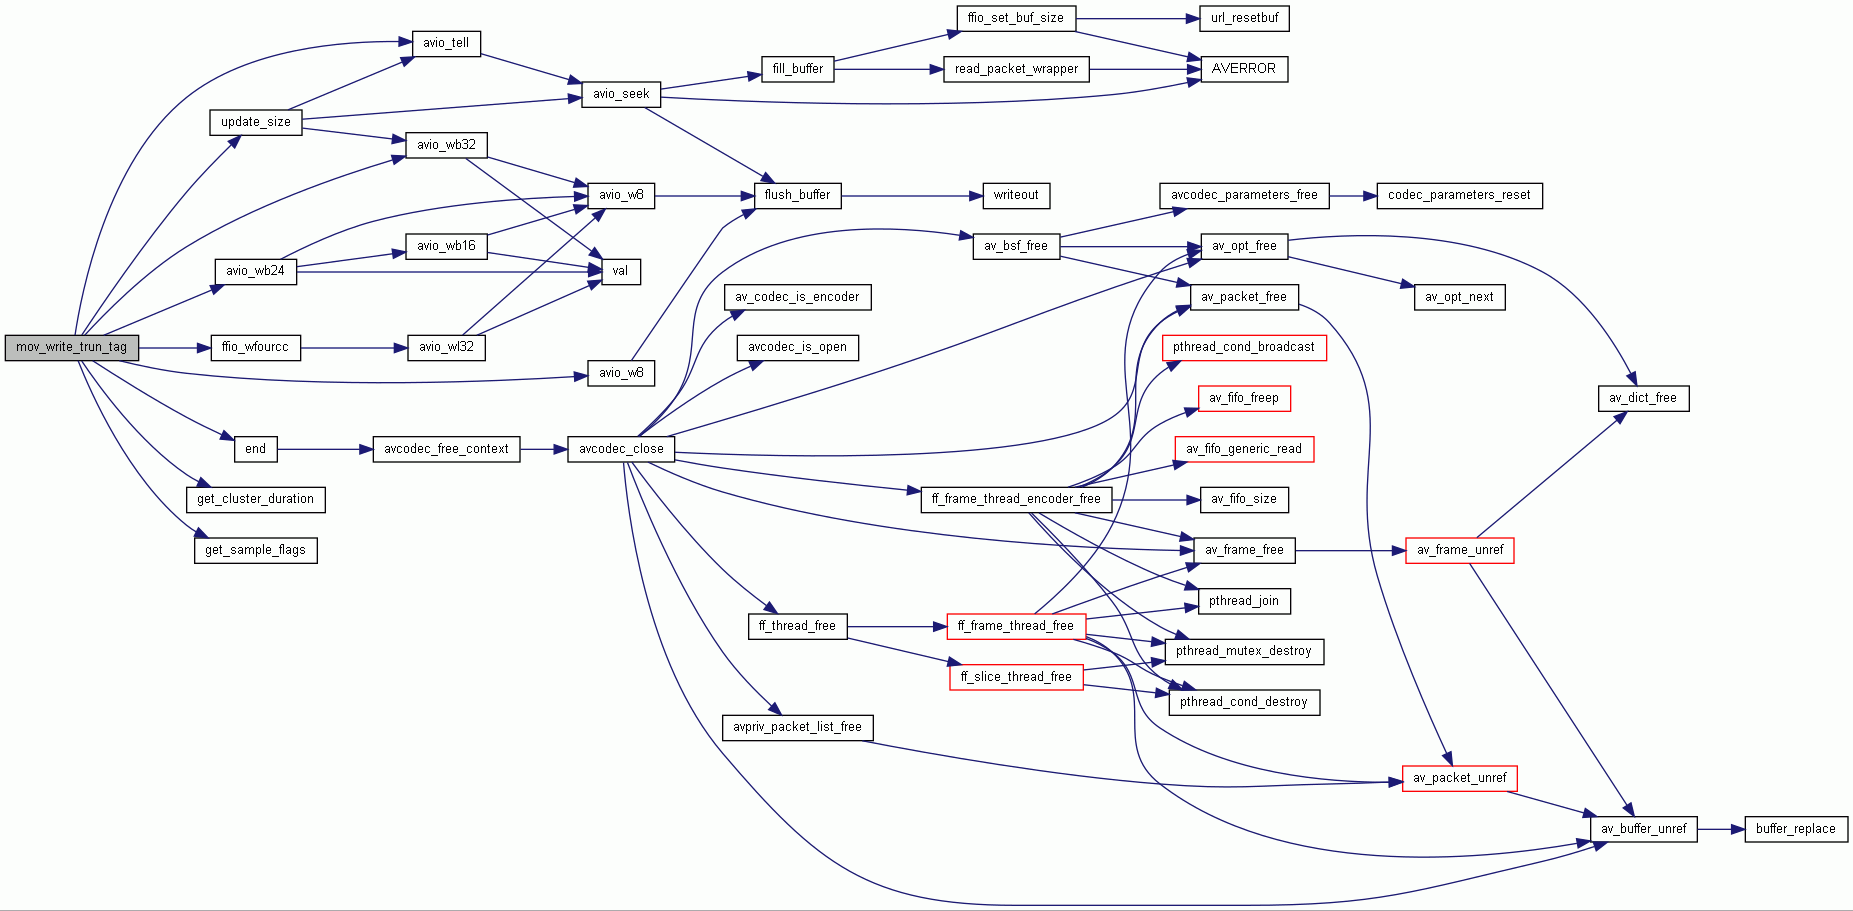 ffio_set_buf_size
url_resetbuf
avio_tell
fill_buffer
read_packet_wrapper
AVERROR
avio_seek
update_size
avio_wb32
avio_w8
flush_buffer
writeout
avcodec_parameters_free
codec_parameters_reset
avio_wb16
av_bsf_free
av_opt_free
avio_wb24
val
av_codec_is_encoder
av_packet_free
av_opt_next
mov_write_trun_tag
ffio_wfourcc
avio_wl32
avcodec_is_open
pthread_cond_broadcast
avio_w8
av_fifo_freep
av_dict_free
end
avcodec_free_context
avcodec_close
av_fifo_generic_read
get_cluster_duration
ff_frame_thread_encoder_free
av_fifo_size
get_sample_flags
av_frame_free
av_frame_unref
pthread_join
ff_thread_free
ff_frame_thread_free
pthread_mutex_destroy
ff_slice_thread_free
pthread_cond_destroy
avpriv_packet_list_free
av_packet_unref
av_buffer_unref
buffer_replace